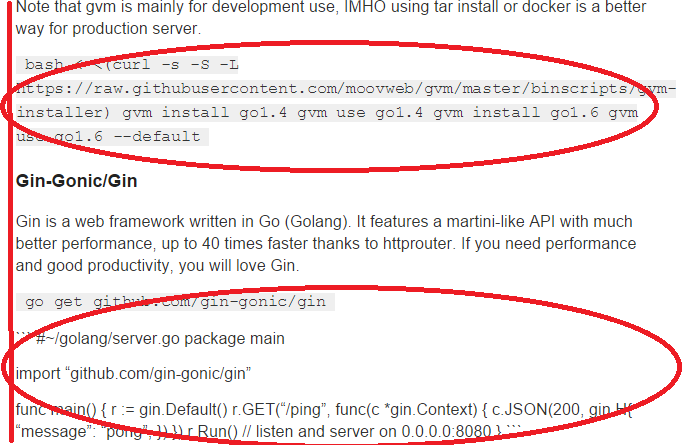 Note that gvm is mainly for development use, IMHO using tar install or docker is a better
way for production server.
bash < <(curl -s -S -L
https://raw.githubusercontent.com/moovweb/gvm/master/binscripts/gvm-
installer) gvm install go1.4 gvm use go1.4 gvm install go1.6 gvm
use go1.6 --default
Gin-Gonic/Gin
Gin is a web framework written in Go (Golang). It features a martini-like API with much
better performance, up to 40 times faster thanks to httprouter. If you need performance
and good productivity, you will love Gin.
go get github.com/gin-gonic/gin
``` #~/golang/server.go package main
import “github.com/gin-gonic/gin”
func main() { r := gin.Default() r.GET(“/ping”, func(c *gin.Context) { c.JSON(200, gin.H{
“message”: “pong”, }) }) r.Run() // listen and server on 0.0.0.0:8080 } ```